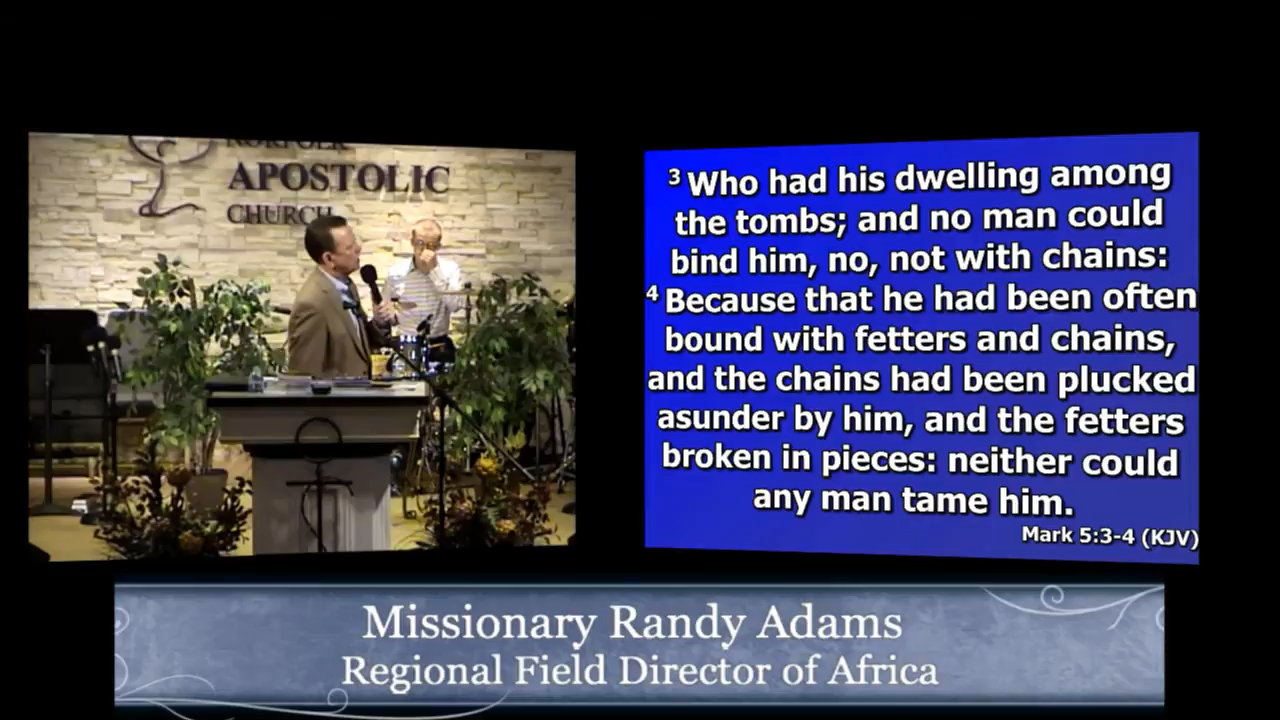 NORFOLK
APOSTOLIC
CHURCH
3 Who had his dwelling among
the tombs; and no man could
bind him, no, not with chains:
4 Because that he had been often
bound with fetters and chains,
and the chains had been plucked
asunder by him, and the fetters
broken in pieces: neither could
any man tame him.
Mark 5:3-4 (KJV)
Missionary Randy Adams
Regional Field Director of Africa